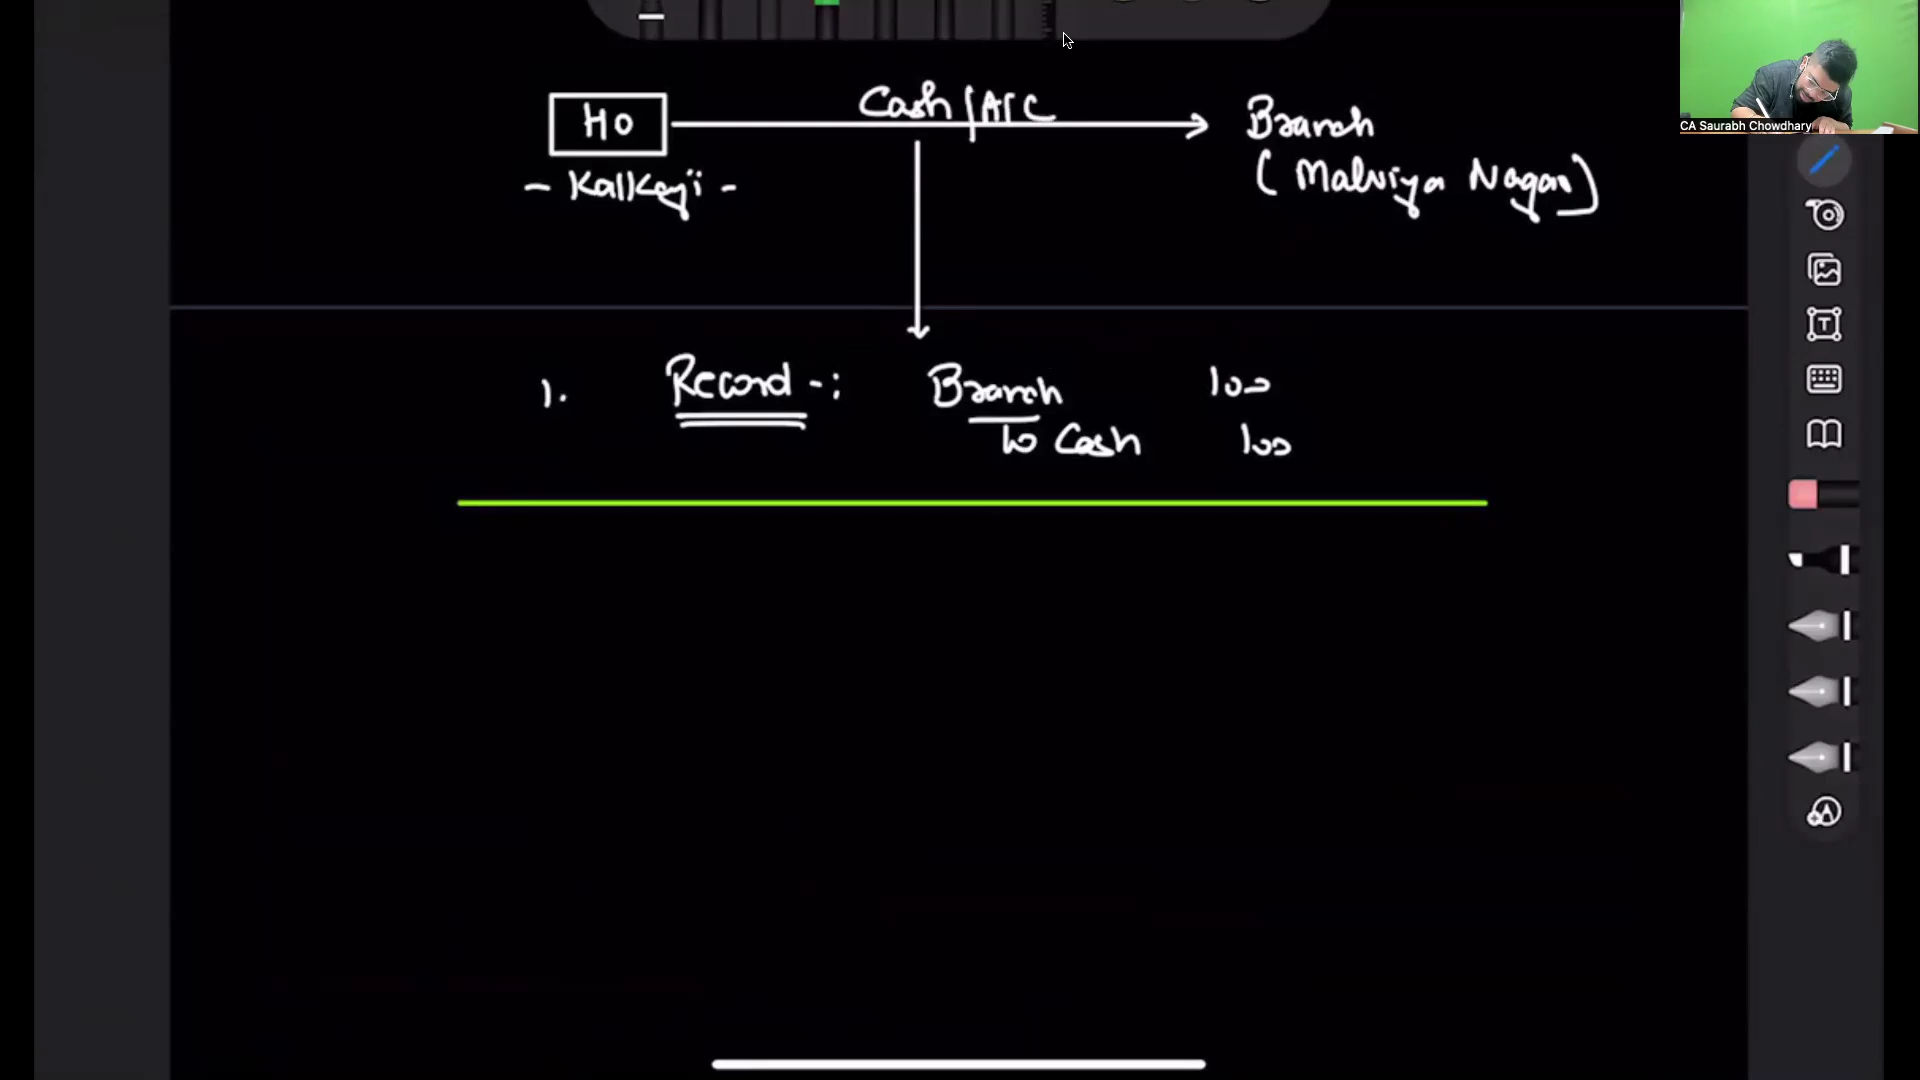 CA Saurabh Chowdhary
HO Cash/A/C Branch
- Kalkaji - (Malviya Nagar)
1. Record -: Branch 100
to Cash 100